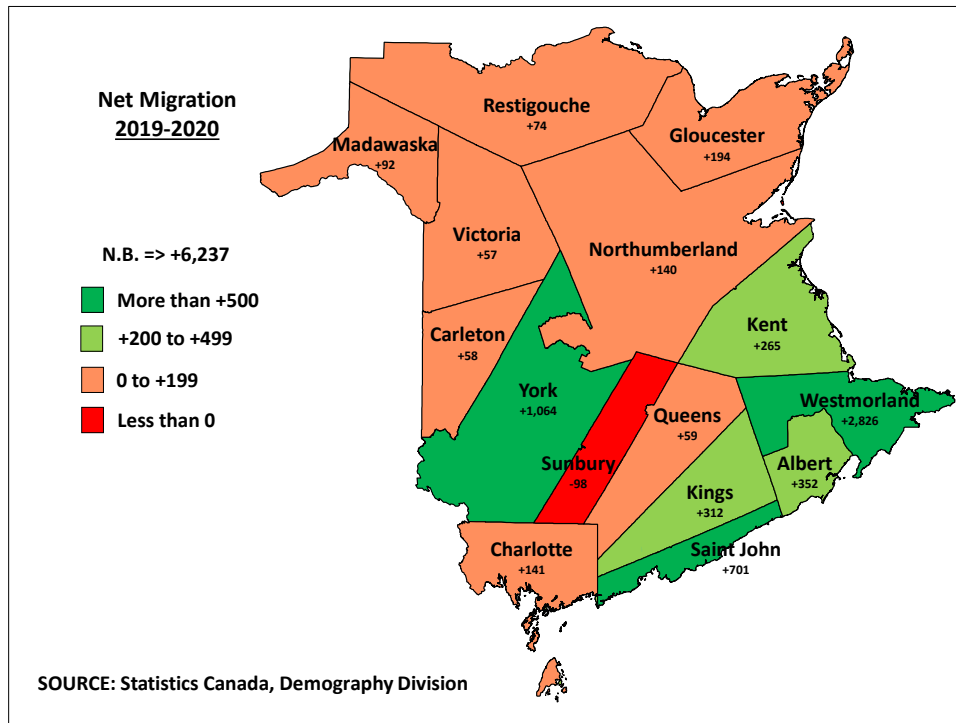 Net Migration
2019-2020
N.B. => +6,237
More than +500
+200 to +499
0 to +199
Less than 0
Restigouche
+74
Gloucester
+194
Madawaska
+92
Victoria
+57
Northumberland
+140
Carleton
+58
Kent
+265
York
+1,064
Westmorland
+2,826
Queens
+59
Sunbury
-98
Albert
+352
Kings
+312
Charlotte
+141
Saint John
+701
SOURCE: Statistics Canada, Demography Division